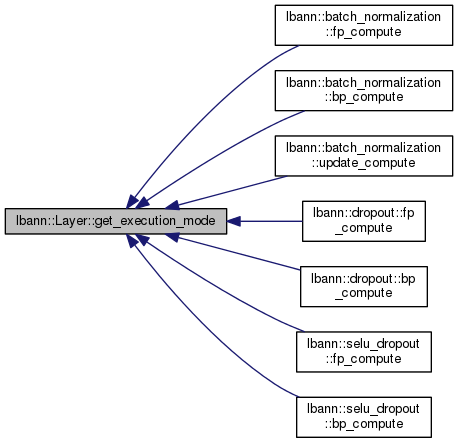 lbann::batch_normalization
::fp_compute
lbann::batch_normalization
::bp_compute
lbann::batch_normalization
::update_compute
lbann::Layer::get_execution_mode
lbann::dropout::fp
_compute
lbann::dropout::bp
_compute
lbann::selu_dropout
::fp_compute
lbann::selu_dropout
::bp_compute